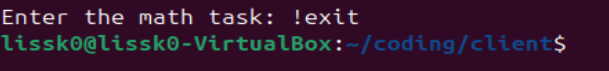 Enter the math task: !exit
lissk0@lissk0-VirtualBox:~/coding/client$